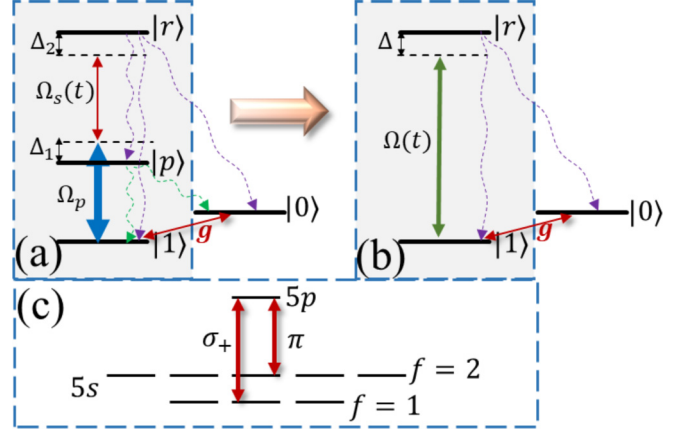 |r⟩
Δ₂
Ωₛ(t)
Δ₁
|p⟩
Ωₚ
|0⟩
|1⟩
g
(a)
|r⟩
Δ
Ω(t)
|0⟩
|1⟩
g
(b)
(c)
5p
σ₊
π
5s
f = 2
f = 1